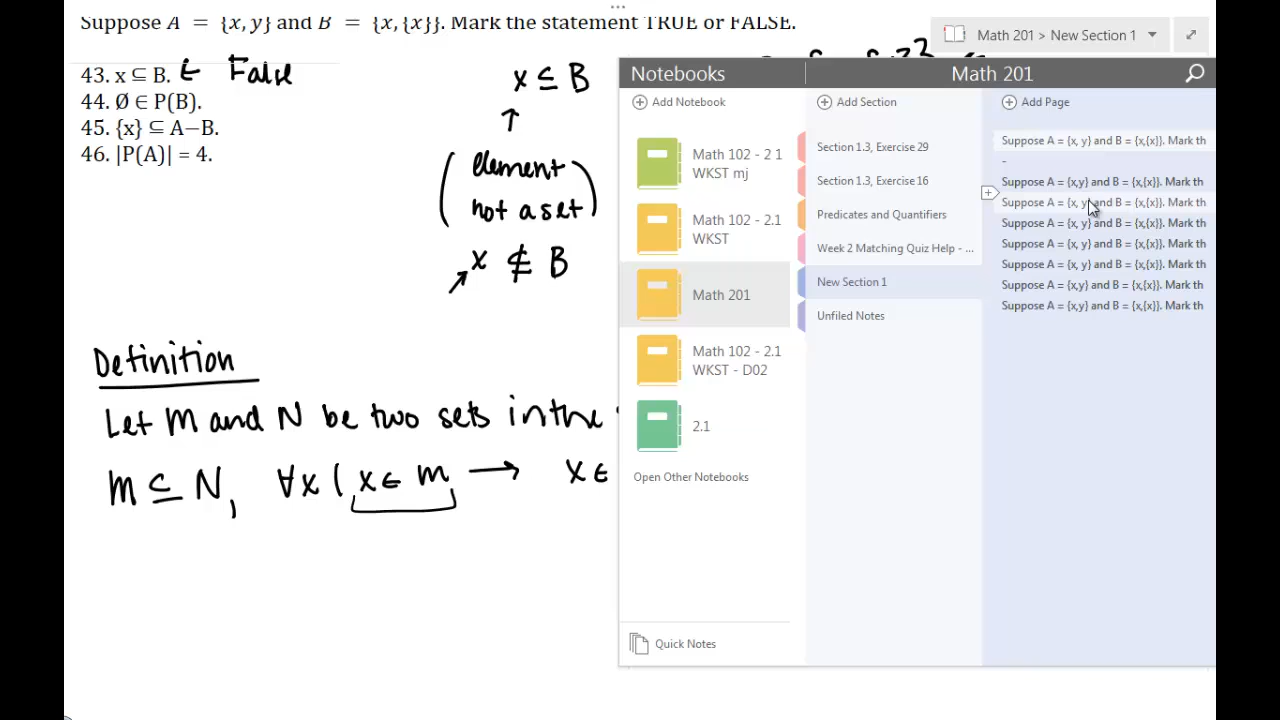 Suppose A = {x, y} and B = {x, {x}}. Mark the statement TRUE or FALSE.
43. x ⊆ B. ← False
44. Ø ∈ P(B).
45. {x} ⊆ A−B.
46. |P(A)| = 4.
x ⊆ B
↑
( element
not a set )
x ⊈ B
Definition
Let M and N be two sets in the
M ⊆ N, ∀x ( x ∈ M → x ∈
Math 201 > New Section 1
Notebooks
Math 201
Add Notebook
Add Section
Add Page
Math 102 - 2 1
WKST mj
Math 102 - 2.1
WKST
Math 201
Math 102 - 2.1
WKST - D02
2.1
Open Other Notebooks
Quick Notes
Section 1.3, Exercise 29
Section 1.3, Exercise 16
Predicates and Quantifiers
Week 2 Matching Quiz Help - ...
New Section 1
Unfiled Notes
Suppose A = {x, y} and B = {x,{x}}. Mark th
-
Suppose A = {x,y} and B = {x,{x}}. Mark th
Suppose A = {x, y} and B = {x,{x}}. Mark th
Suppose A = {x, y} and B = {x,{x}}. Mark th
Suppose A = {x, y} and B = {x,{x}}. Mark th
Suppose A = {x, y} and B = {x,{x}}. Mark th
Suppose A = {x, y} and B = {x,{x}}. Mark th
Suppose A = {x,y} and B = {x,{x}}. Mark th